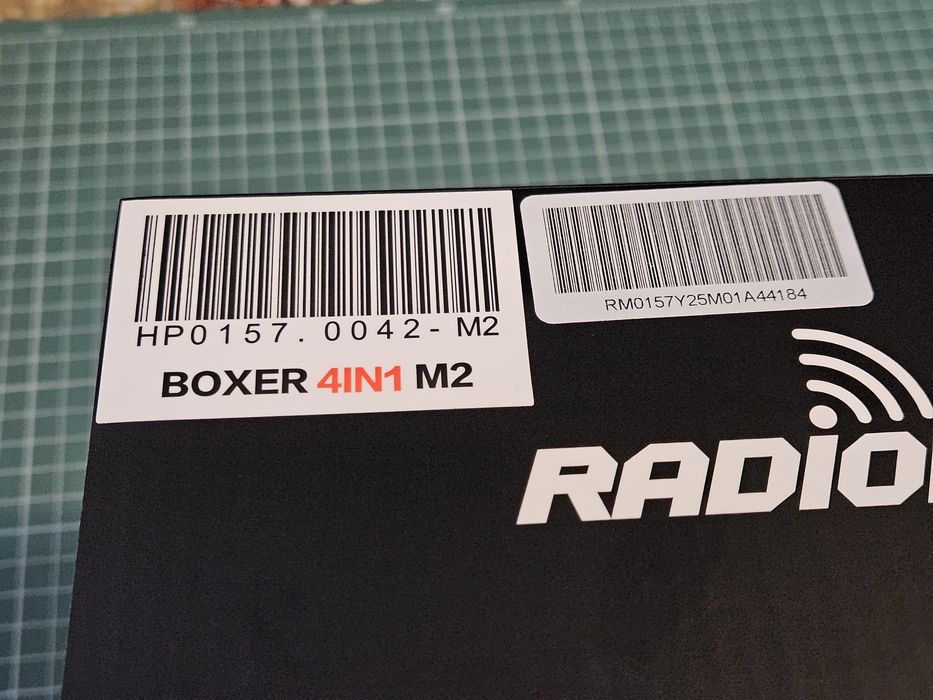 HP0157.0042-M2
BOXER 4IN1 M2
RM0157Y25M01A44184
RADIO